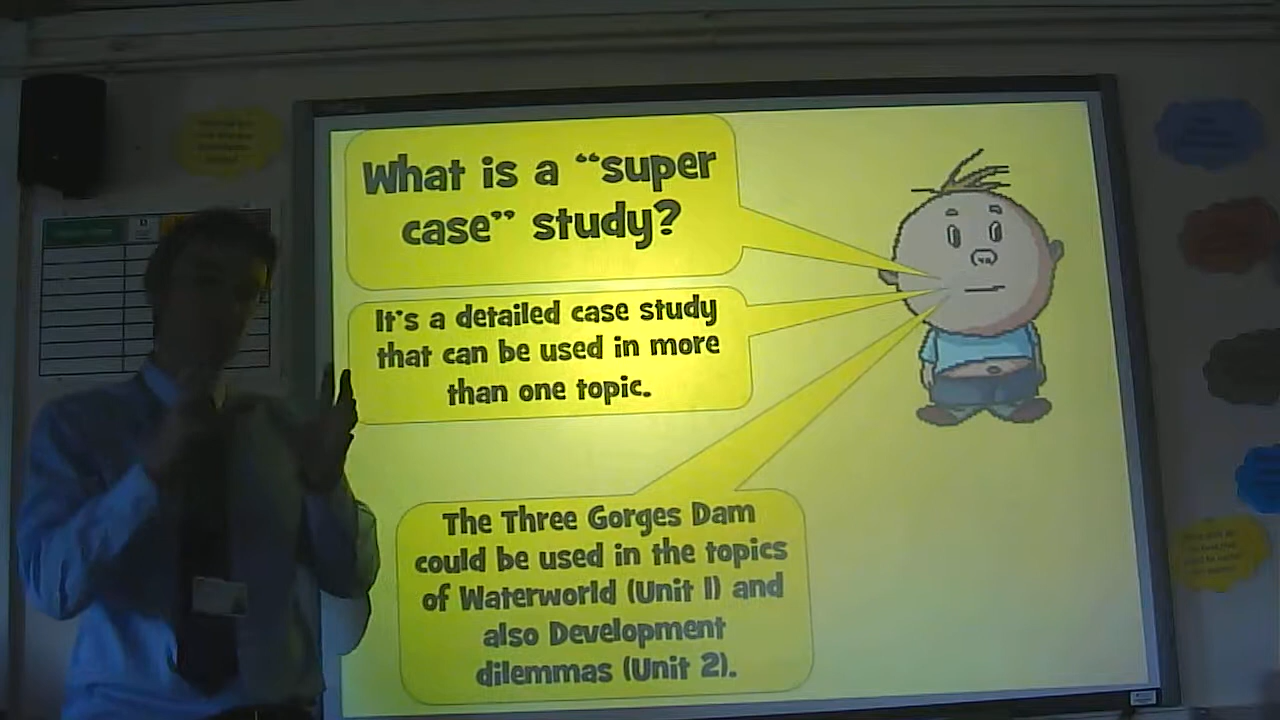 What is a “super
case” study?
It's a detailed case study
that can be used in more
than one topic.
The Three Gorges Dam
could be used in the topics
of Waterworld (Unit 1) and
also Development
dilemmas (Unit 2).